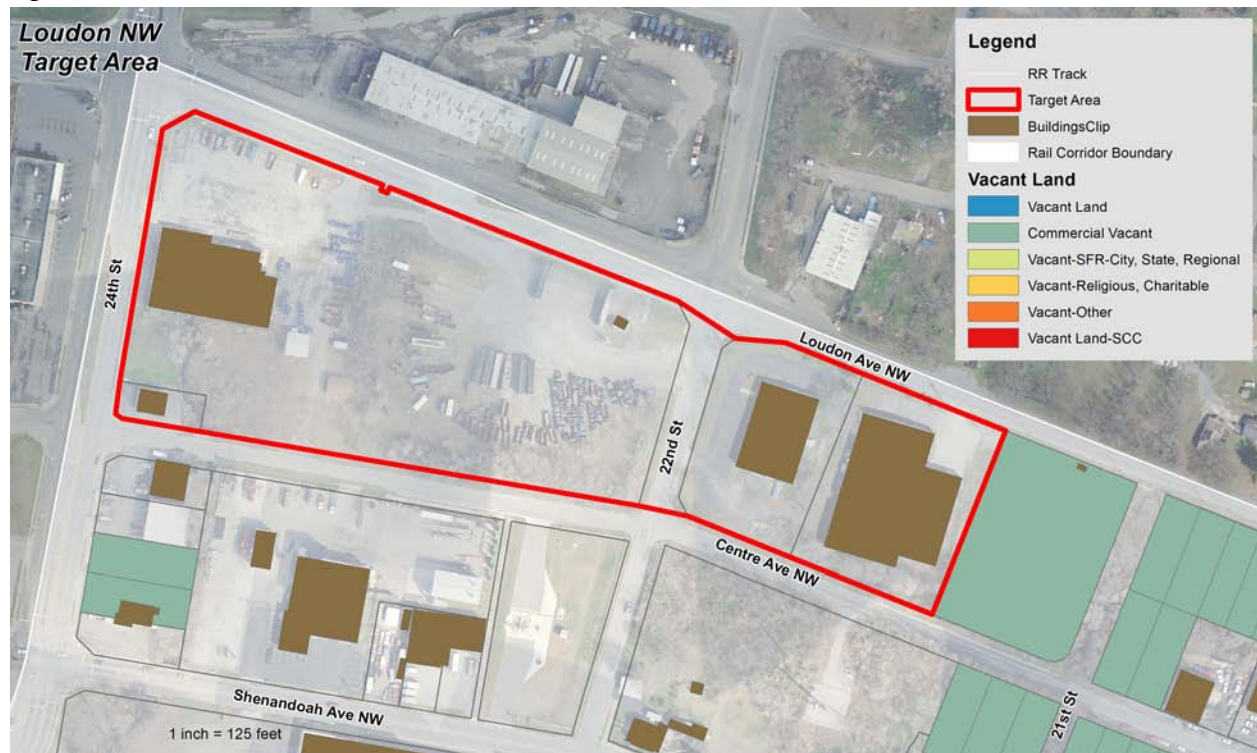 Loudon NW
Target Area
Legend
RR Track
Target Area
BuildingsClip
Rail Corridor Boundary
Vacant Land
Vacant Land
Commercial Vacant
Vacant-SFR-City, State, Regional
Vacant-Religious, Charitable
Vacant-Other
Vacant Land-SCC
24th St
Loudon Ave NW
22nd St
Centre Ave NW
21st St
Shenandoah Ave NW
1 inch = 125 feet